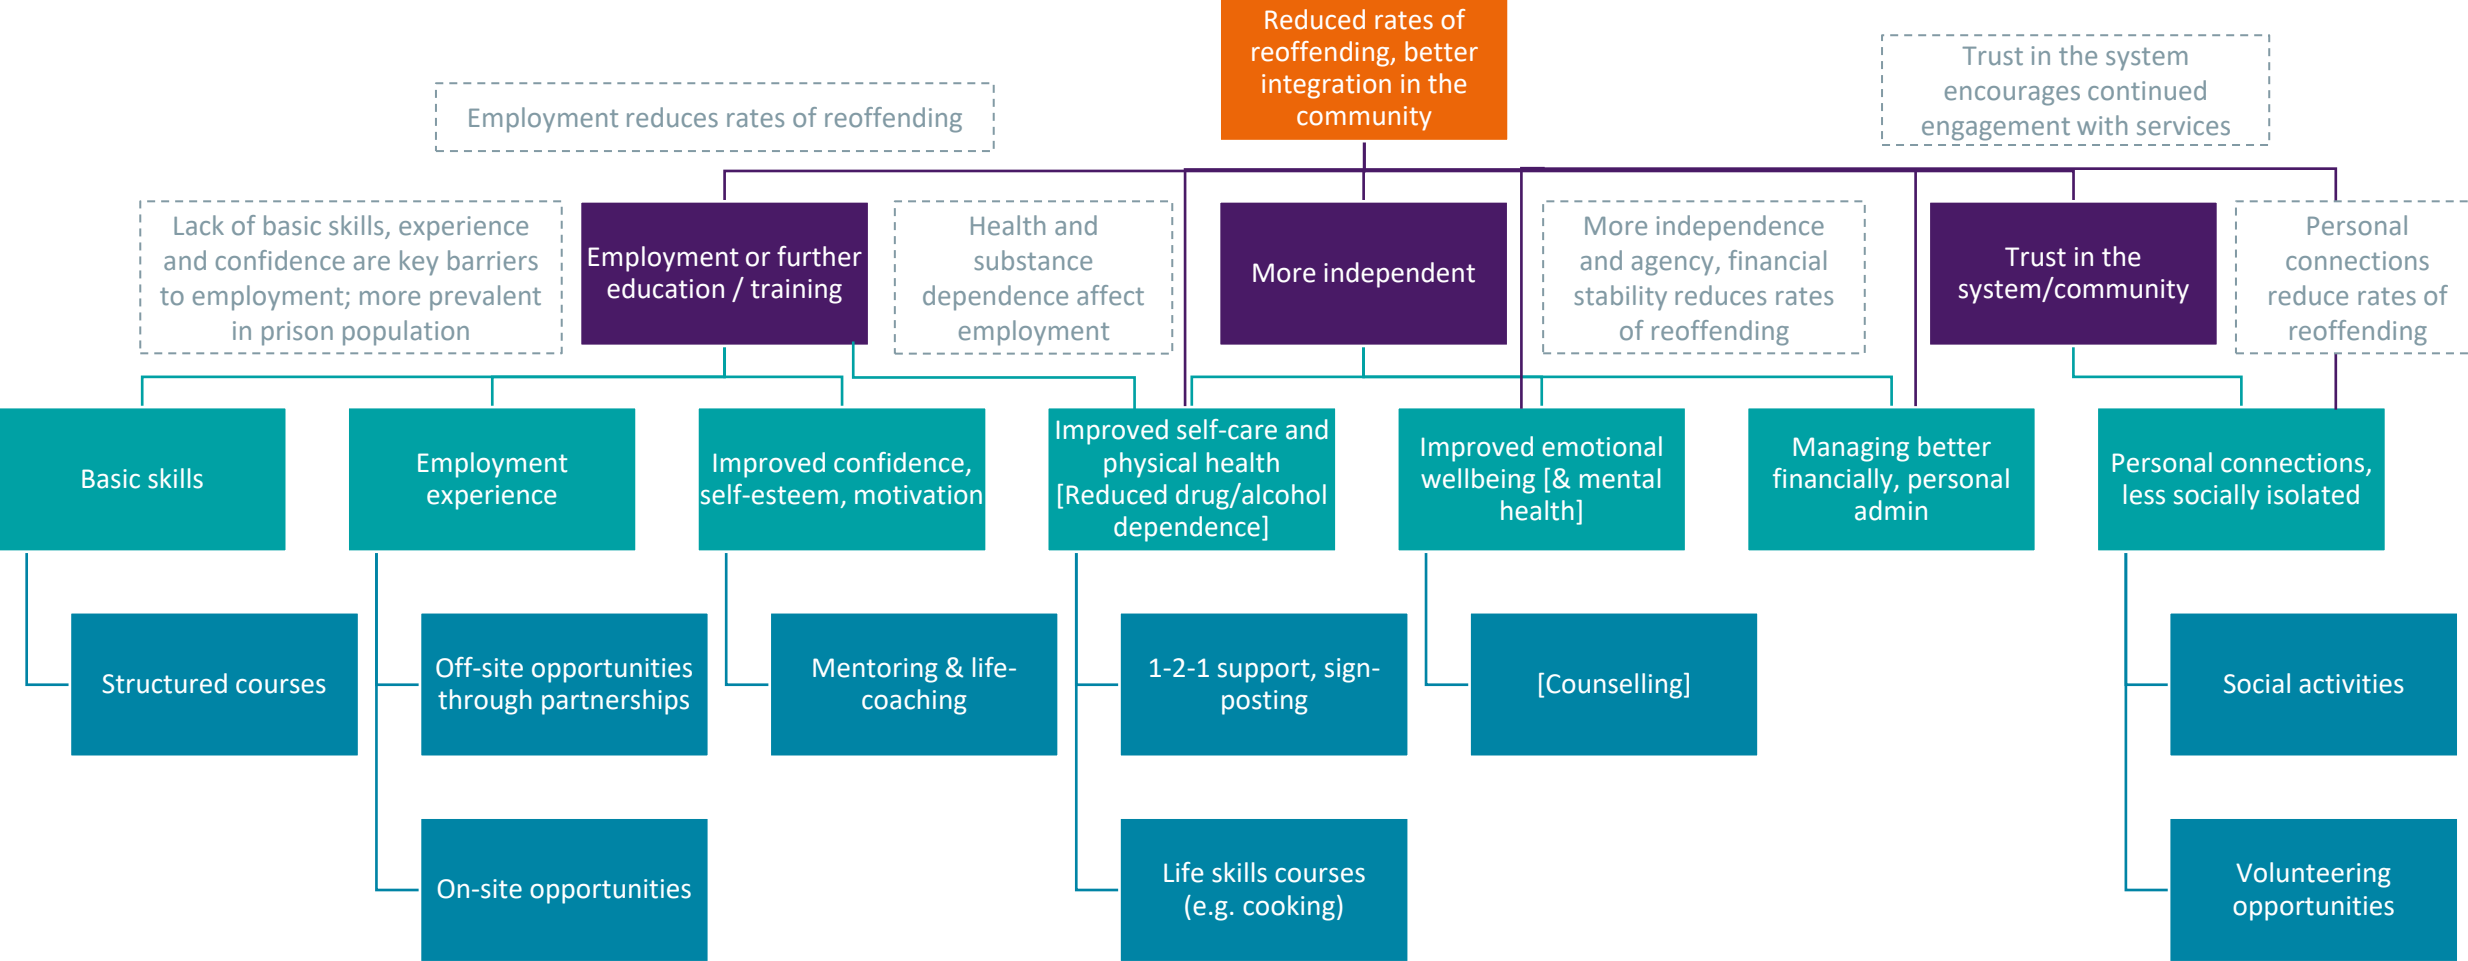 Reduced rates of
reoffending, better
integration in the
community
Trust in the system
encourages continued
engagement with services
Employment reduces rates of reoffending
Lack of basic skills, experience
and confidence are key barriers
to employment; more prevalent
in prison population
Employment or further
education / training
Health and
substance
dependence affect
employment
More independent
More independence
and agency, financial
stability reduces rates
of reoffending
Trust in the
system/community
Personal
connections
reduce rates of
reoffending
Basic skills
Employment
experience
Improved confidence,
self-esteem, motivation
Improved self-care and
physical health
[Reduced drug/alcohol
dependence]
Improved emotional
wellbeing [& mental
health]
Managing better
financially, personal
admin
Personal connections,
less socially isolated
Structured courses
Off-site opportunities
through partnerships
Mentoring & life-
coaching
1-2-1 support, sign-
posting
[Counselling]
Social activities
On-site opportunities
Life skills courses
(e.g. cooking)
Volunteering
opportunities